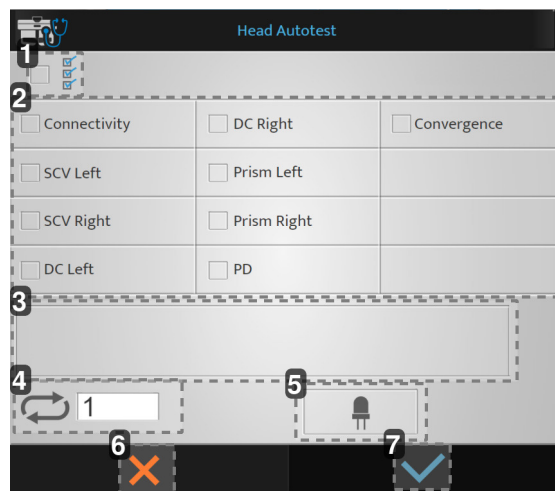 Head Autotest
1
2
Connectivity DC Right Convergence
SCV Left Prism Left
SCV Right Prism Right
DC Left PD
3
4
5
1
6
7